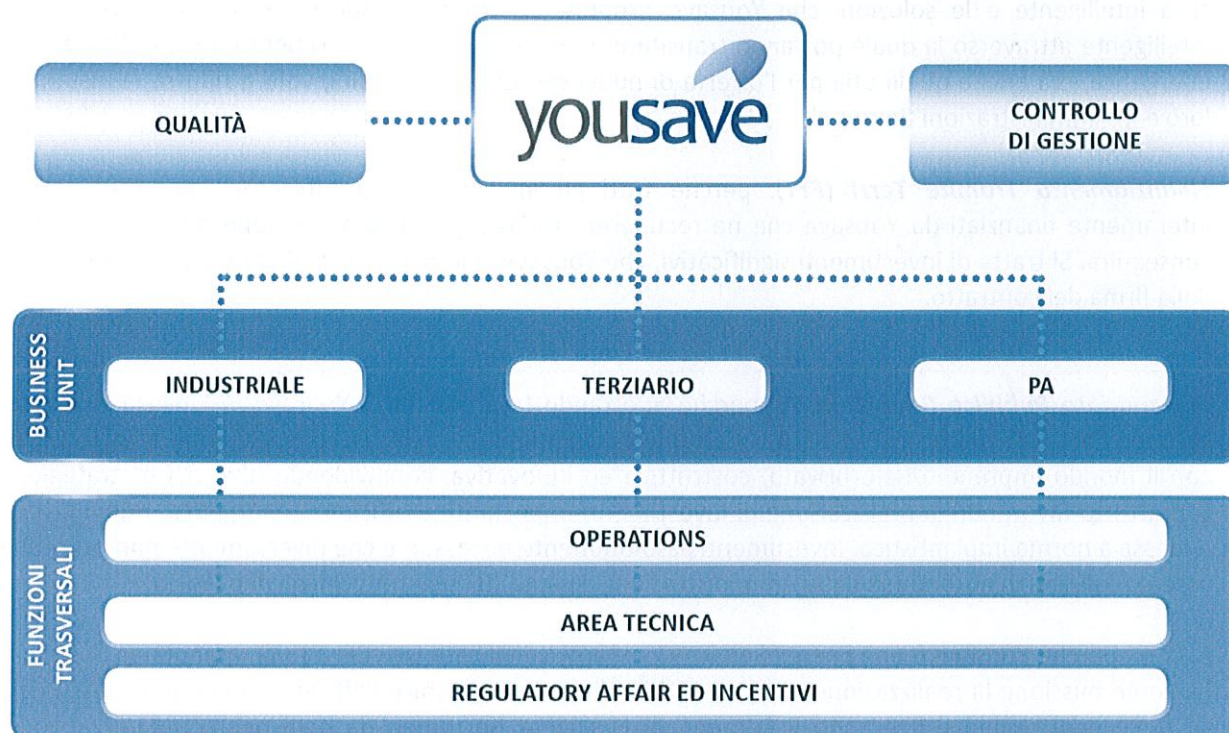 QUALITÀ
yousave
CONTROLLO
DI GESTIONE
BUSINESS
UNIT
INDUSTRIALE
TERZIARIO
PA
FUNZIONI
TRASVERSALI
OPERATIONS
AREA TECNICA
REGULATORY AFFAIR ED INCENTIVI